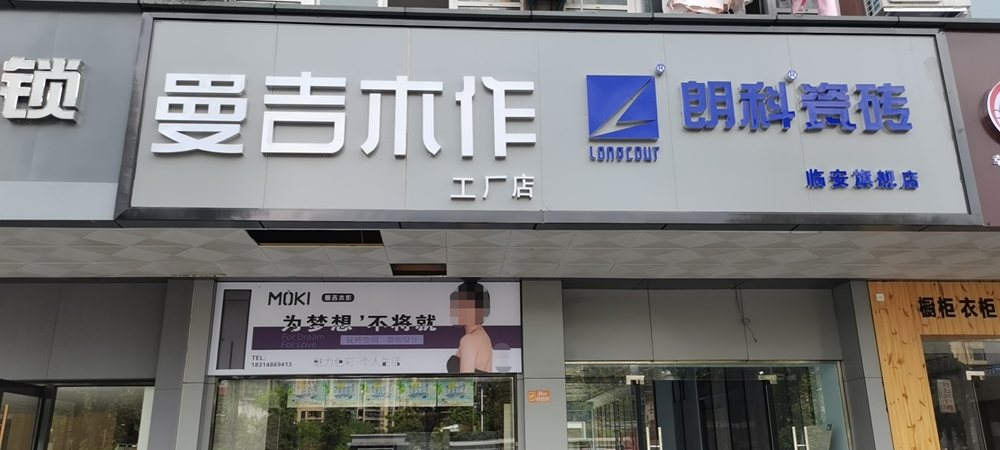 锁
曼吉木作
工厂店
LONGCOUR
®
朗科®瓷砖
临安旗舰店
MOKI 曼吉木作
为梦想,不将就
For Dream
For Love
TEL:
18314869413
橱柜 衣柜